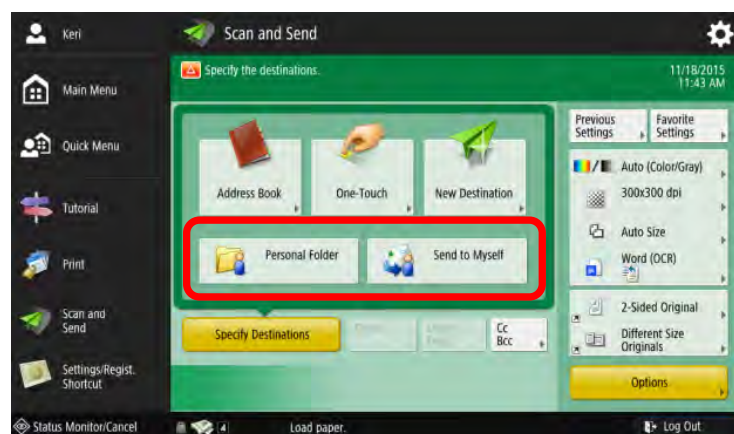 Keri
Scan and Send
Specify the destinations.
11/18/2015
11:43 AM
Main Menu
Quick Menu
Tutorial
Print
Scan and
Send
Settings/Regist.
Shortcut
Address Book
One-Touch
New Destination
Personal Folder
Send to Myself
Specify Destinations
Cc
Bcc
Previous
Settings
Favorite
Settings
Auto (Color/Gray)
300x300 dpi
Auto Size
Word (OCR)
2-Sided Original
Different Size
Originals
Options
Status Monitor/Cancel
4
Load paper.
Log Out